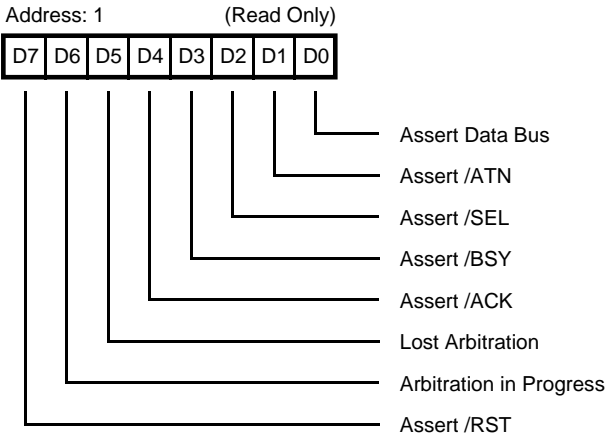 Address: 1 (Read Only)
D7 D6 D5 D4 D3 D2 D1 D0
Assert Data Bus
Assert /ATN
Assert /SEL
Assert /BSY
Assert /ACK
Lost Arbitration
Arbitration in Progress
Assert /RST